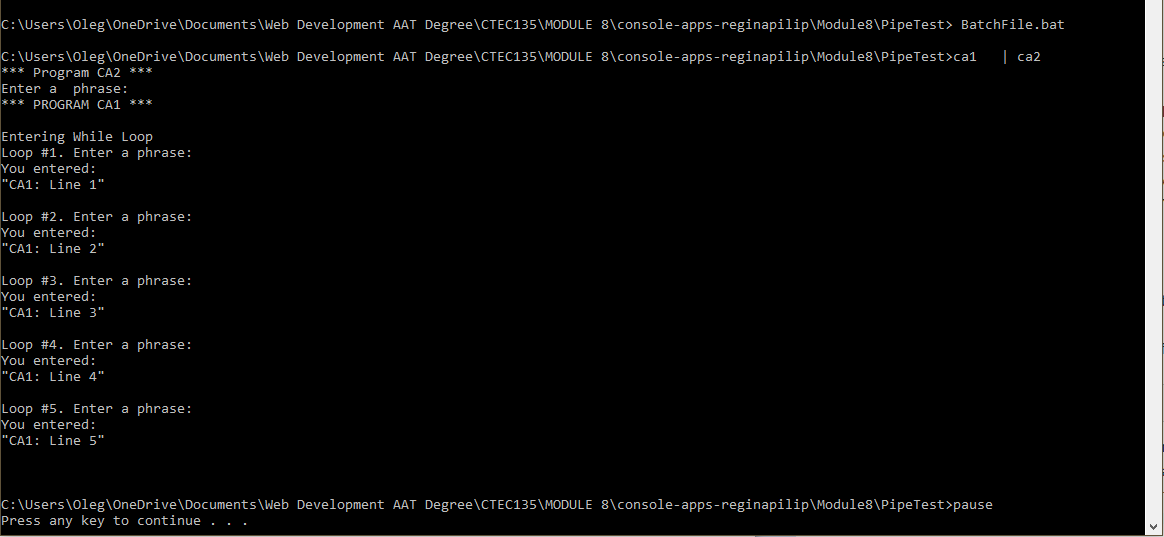 C:\Users\Oleg\OneDrive\Documents\Web Development AAT Degree\CTEC135\MODULE 8\console-apps-reginapilip\Module8\PipeTest> BatchFile.bat
C:\Users\Oleg\OneDrive\Documents\Web Development AAT Degree\CTEC135\MODULE 8\console-apps-reginapilip\Module8\PipeTest>ca1   | ca2
*** Program CA2 ***
Enter a  phrase:
*** PROGRAM CA1 ***
Entering While Loop
Loop #1. Enter a phrase:
You entered:
"CA1: Line 1"
Loop #2. Enter a phrase:
You entered:
"CA1: Line 2"
Loop #3. Enter a phrase:
You entered:
"CA1: Line 3"
Loop #4. Enter a phrase:
You entered:
"CA1: Line 4"
Loop #5. Enter a phrase:
You entered:
"CA1: Line 5"
C:\Users\Oleg\OneDrive\Documents\Web Development AAT Degree\CTEC135\MODULE 8\console-apps-reginapilip\Module8\PipeTest>pause
Press any key to continue . . .